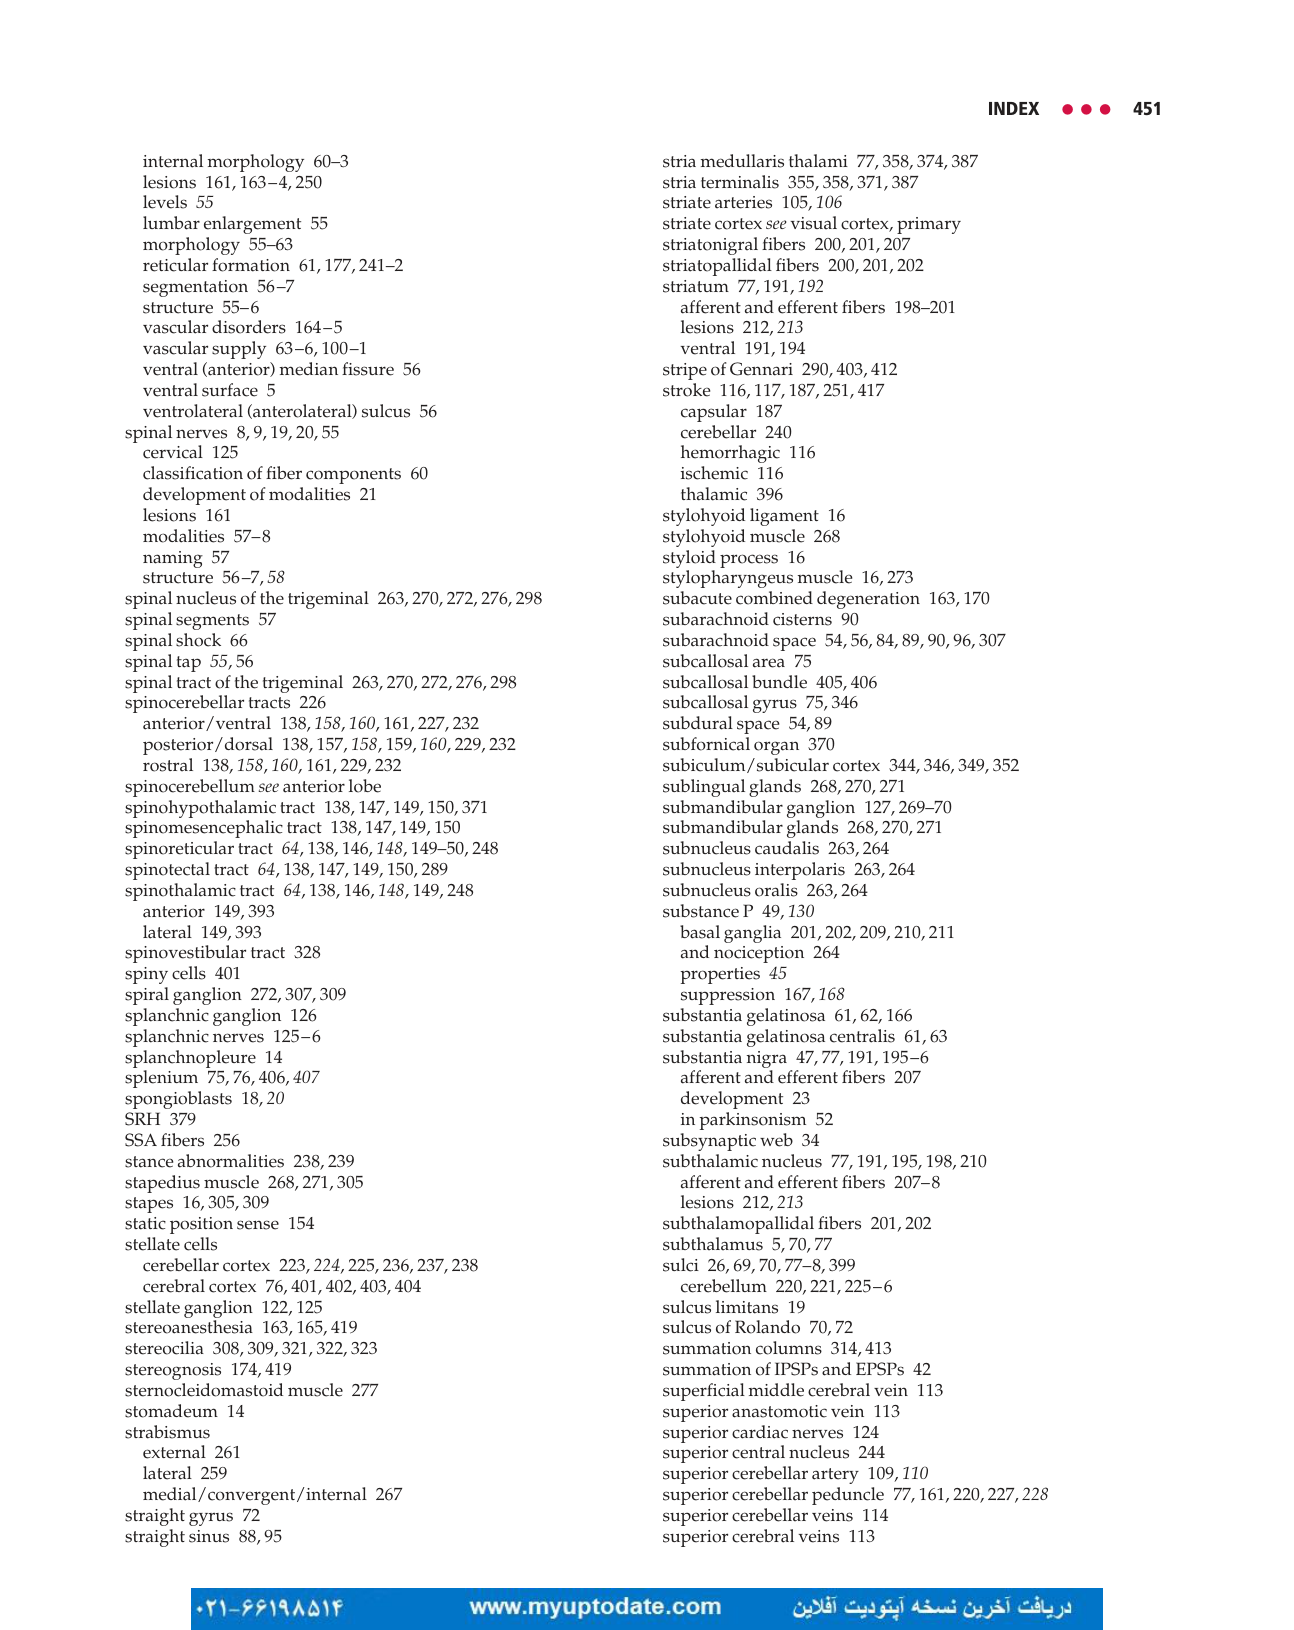 INDEX ● ● ● 451
internal morphology 60–3
lesions 161, 163–4, 250
levels 55
lumbar enlargement 55
morphology 55–63
reticular formation 61, 177, 241–2
segmentation 56–7
structure 55–6
vascular disorders 164–5
vascular supply 63–6, 100–1
ventral (anterior) median fissure 56
ventral surface 5
ventrolateral (anterolateral) sulcus 56
spinal nerves 8, 9, 19, 20, 55
cervical 125
classification of fiber components 60
development of modalities 21
lesions 161
modalities 57–8
naming 57
structure 56–7, 58
spinal nucleus of the trigeminal 263, 270, 272, 276, 298
spinal segments 57
spinal shock 66
spinal tap 55, 56
spinal tract of the trigeminal 263, 270, 272, 276, 298
spinocerebellar tracts 226
anterior/ventral 138, 158, 160, 161, 227, 232
posterior/dorsal 138, 157, 158, 159, 160, 229, 232
rostral 138, 158, 160, 161, 229, 232
spinocerebellum see anterior lobe
spinohypothalamic tract 138, 147, 149, 150, 371
spinomesencephalic tract 138, 147, 149, 150
spinoreticular tract 64, 138, 146, 148, 149–50, 248
spinotectal tract 64, 138, 147, 149, 150, 289
spinothalamic tract 64, 138, 146, 148, 149, 248
anterior 149, 393
lateral 149, 393
spinovestibular tract 328
spiny cells 401
spiral ganglion 272, 307, 309
splanchnic ganglion 126
splanchnic nerves 125–6
splanchnopleure 14
splenium 75, 76, 406, 407
spongioblasts 18, 20
SRH 379
SSA fibers 256
stance abnormalities 238, 239
stapedius muscle 268, 271, 305
stapes 16, 305, 309
static position sense 154
stellate cells
cerebellar cortex 223, 224, 225, 236, 237, 238
cerebral cortex 76, 401, 402, 403, 404
stellate ganglion 122, 125
stereoanesthesia 163, 165, 419
stereocilia 308, 309, 321, 322, 323
stereognosis 174, 419
sternocleidomastoid muscle 277
stomadeum 14
strabismus
external 261
lateral 259
medial/convergent/internal 267
straight gyrus 72
straight sinus 88, 95
stria medullaris thalami 77, 358, 374, 387
stria terminalis 355, 358, 371, 387
striate arteries 105, 106
striate cortex see visual cortex, primary
striatonigral fibers 200, 201, 207
striatopallidal fibers 200, 201, 202
striatum 77, 191, 192
afferent and efferent fibers 198–201
lesions 212, 213
ventral 191, 194
stripe of Gennari 290, 403, 412
stroke 116, 117, 187, 251, 417
capsular 187
cerebellar 240
hemorrhagic 116
ischemic 116
thalamic 396
stylohyoid ligament 16
stylohyoid muscle 268
styloid process 16
stylopharyngeus muscle 16, 273
subacute combined degeneration 163, 170
subarachnoid cisterns 90
subarachnoid space 54, 56, 84, 89, 90, 96, 307
subcallosal area 75
subcallosal bundle 405, 406
subcallosal gyrus 75, 346
subdural space 54, 89
subfornical organ 370
subiculum/subicular cortex 344, 346, 349, 352
sublingual glands 268, 270, 271
submandibular ganglion 127, 269–70
submandibular glands 268, 270, 271
subnucleus caudalis 263, 264
subnucleus interpolaris 263, 264
subnucleus oralis 263, 264
substance P 49, 130
basal ganglia 201, 202, 209, 210, 211
and nociception 264
properties 45
suppression 167, 168
substantia gelatinosa 61, 62, 166
substantia gelatinosa centralis 61, 63
substantia nigra 47, 77, 191, 195–6
afferent and efferent fibers 207
development 23
in parkinsonism 52
subsynaptic web 34
subthalamic nucleus 77, 191, 195, 198, 210
afferent and efferent fibers 207–8
lesions 212, 213
subthalamopallidal fibers 201, 202
subthalamus 5, 70, 77
sulci 26, 69, 70, 77–8, 399
cerebellum 220, 221, 225–6
sulcus limitans 19
sulcus of Rolando 70, 72
summation columns 314, 413
summation of IPSPs and EPSPs 42
superficial middle cerebral vein 113
superior anastomotic vein 113
superior cardiac nerves 124
superior central nucleus 244
superior cerebellar artery 109, 110
superior cerebellar peduncle 77, 161, 220, 227, 228
superior cerebellar veins 114
superior cerebral veins 113
۰۲۱-۶۶۱۹۸۵۱۴ www.myuptodate.com دریافت آخرین نسخه آپتودیت آفلاین